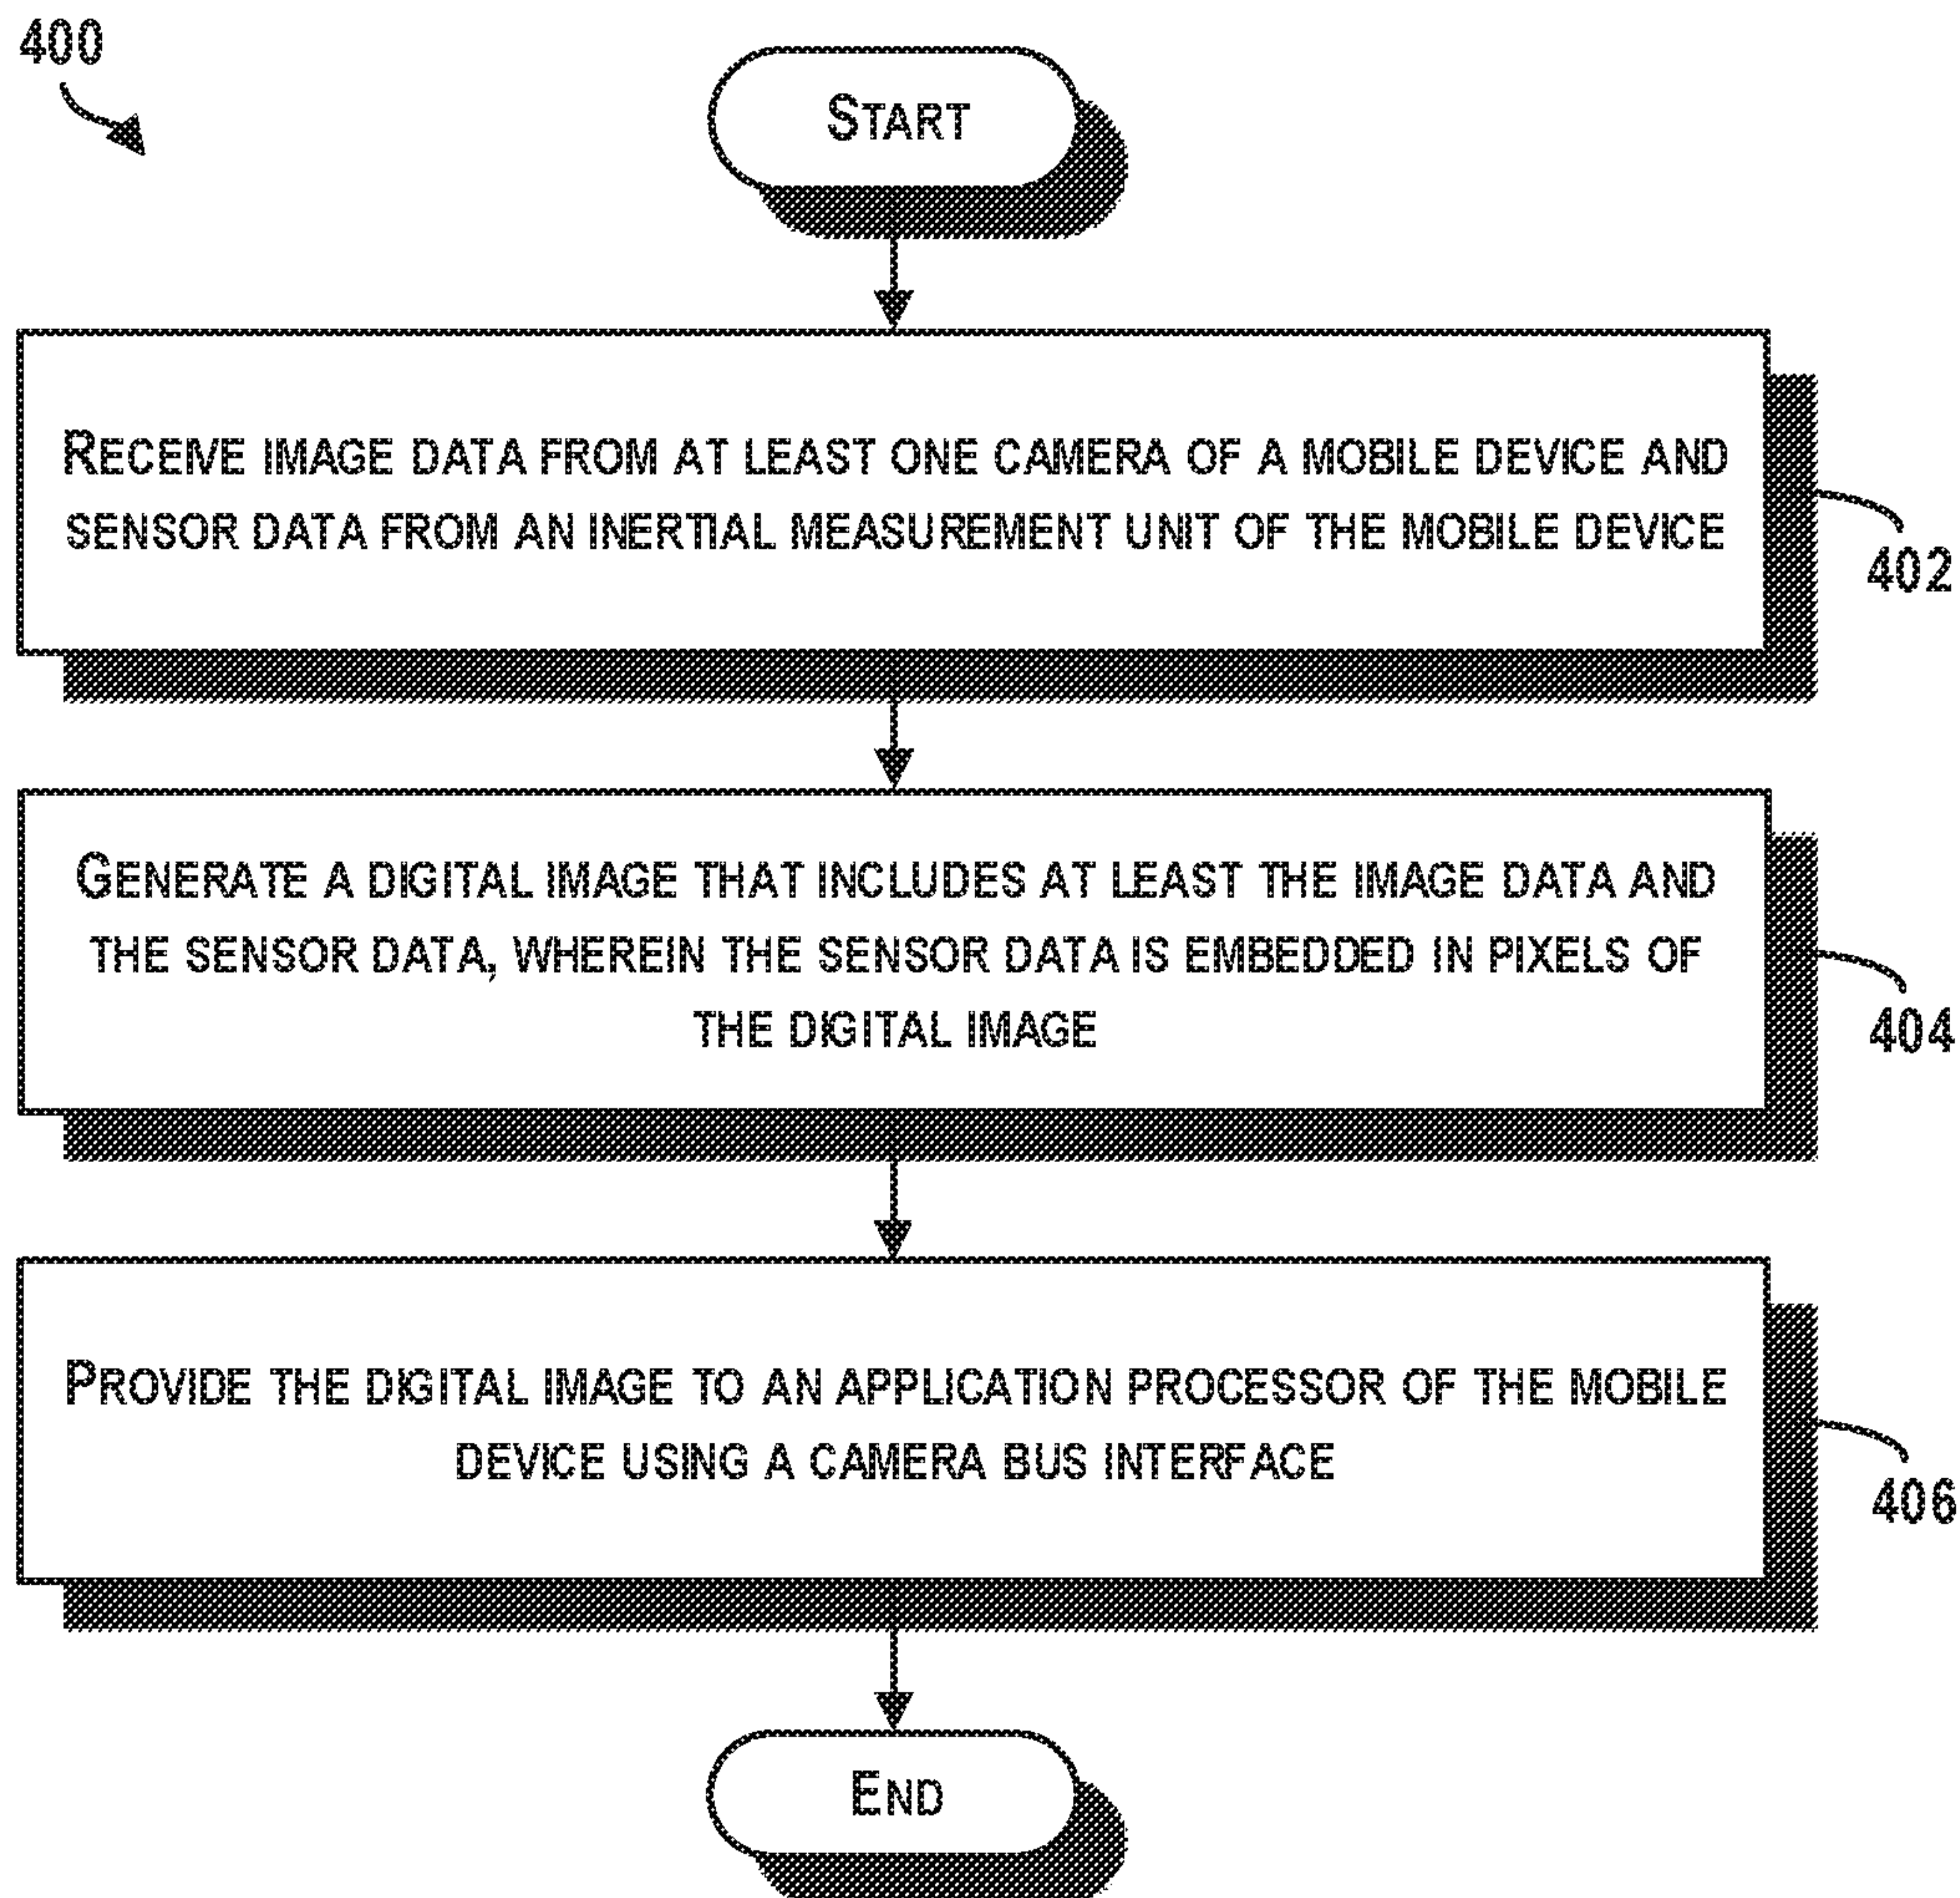 400
START
RECEIVE IMAGE DATA FROM AT LEAST ONE CAMERA OF A MOBILE DEVICE AND
SENSOR DATA FROM AN INERTIAL MEASUREMENT UNIT OF THE MOBILE DEVICE
402
GENERATE A DIGITAL IMAGE THAT INCLUDES AT LEAST THE IMAGE DATA AND
THE SENSOR DATA, WHEREIN THE SENSOR DATA IS EMBEDDED IN PIXELS OF
THE DIGITAL IMAGE
404
PROVIDE THE DIGITAL IMAGE TO AN APPLICATION PROCESSOR OF THE MOBILE
DEVICE USING A CAMERA BUS INTERFACE
406
END